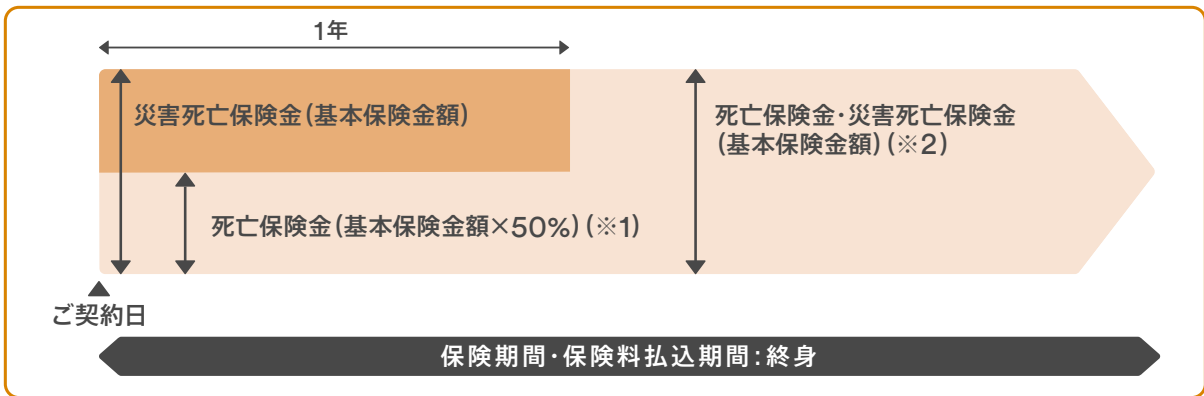 1年
災害死亡保険金(基本保険金額)
死亡保険金・災害死亡保険金
(基本保険金額)(※2)
死亡保険金(基本保険金額×50%)(※1)
ご契約日
保険期間・保険料払込期間:終身